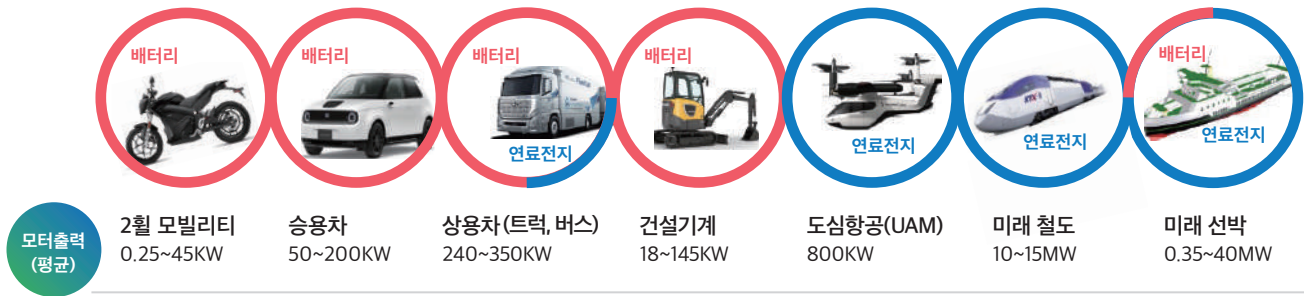 배터리
배터리
배터리
연료전지
배터리
연료전지
연료전지
배터리
연료전지
모터출력
(평균)
2휠 모빌리티
0.25~45KW
승용차
50~200KW
상용차(트럭, 버스)
240~350KW
건설기계
18~145KW
도심항공(UAM)
800KW
미래 철도
10~15MW
미래 선박
0.35~40MW